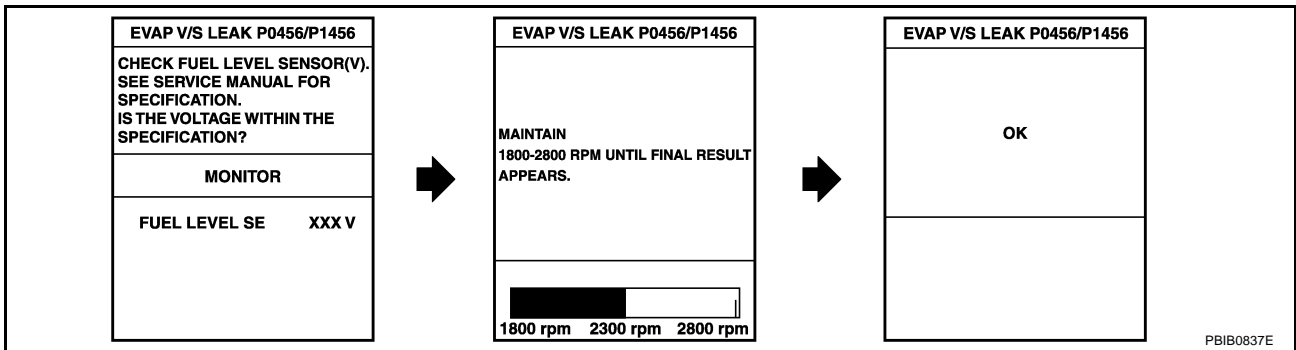 EVAP V/S LEAK P0456/P1456
CHECK FUEL LEVEL SENSOR(V).
SEE SERVICE MANUAL FOR
SPECIFICATION.
IS THE VOLTAGE WITHIN THE
SPECIFICATION?
MONITOR
FUEL LEVEL SE XXX V
EVAP V/S LEAK P0456/P1456
MAINTAIN
1800-2800 RPM UNTIL FINAL RESULT
APPEARS.
1800 rpm 2300 rpm 2800 rpm
EVAP V/S LEAK P0456/P1456
OK
PBIB0837E